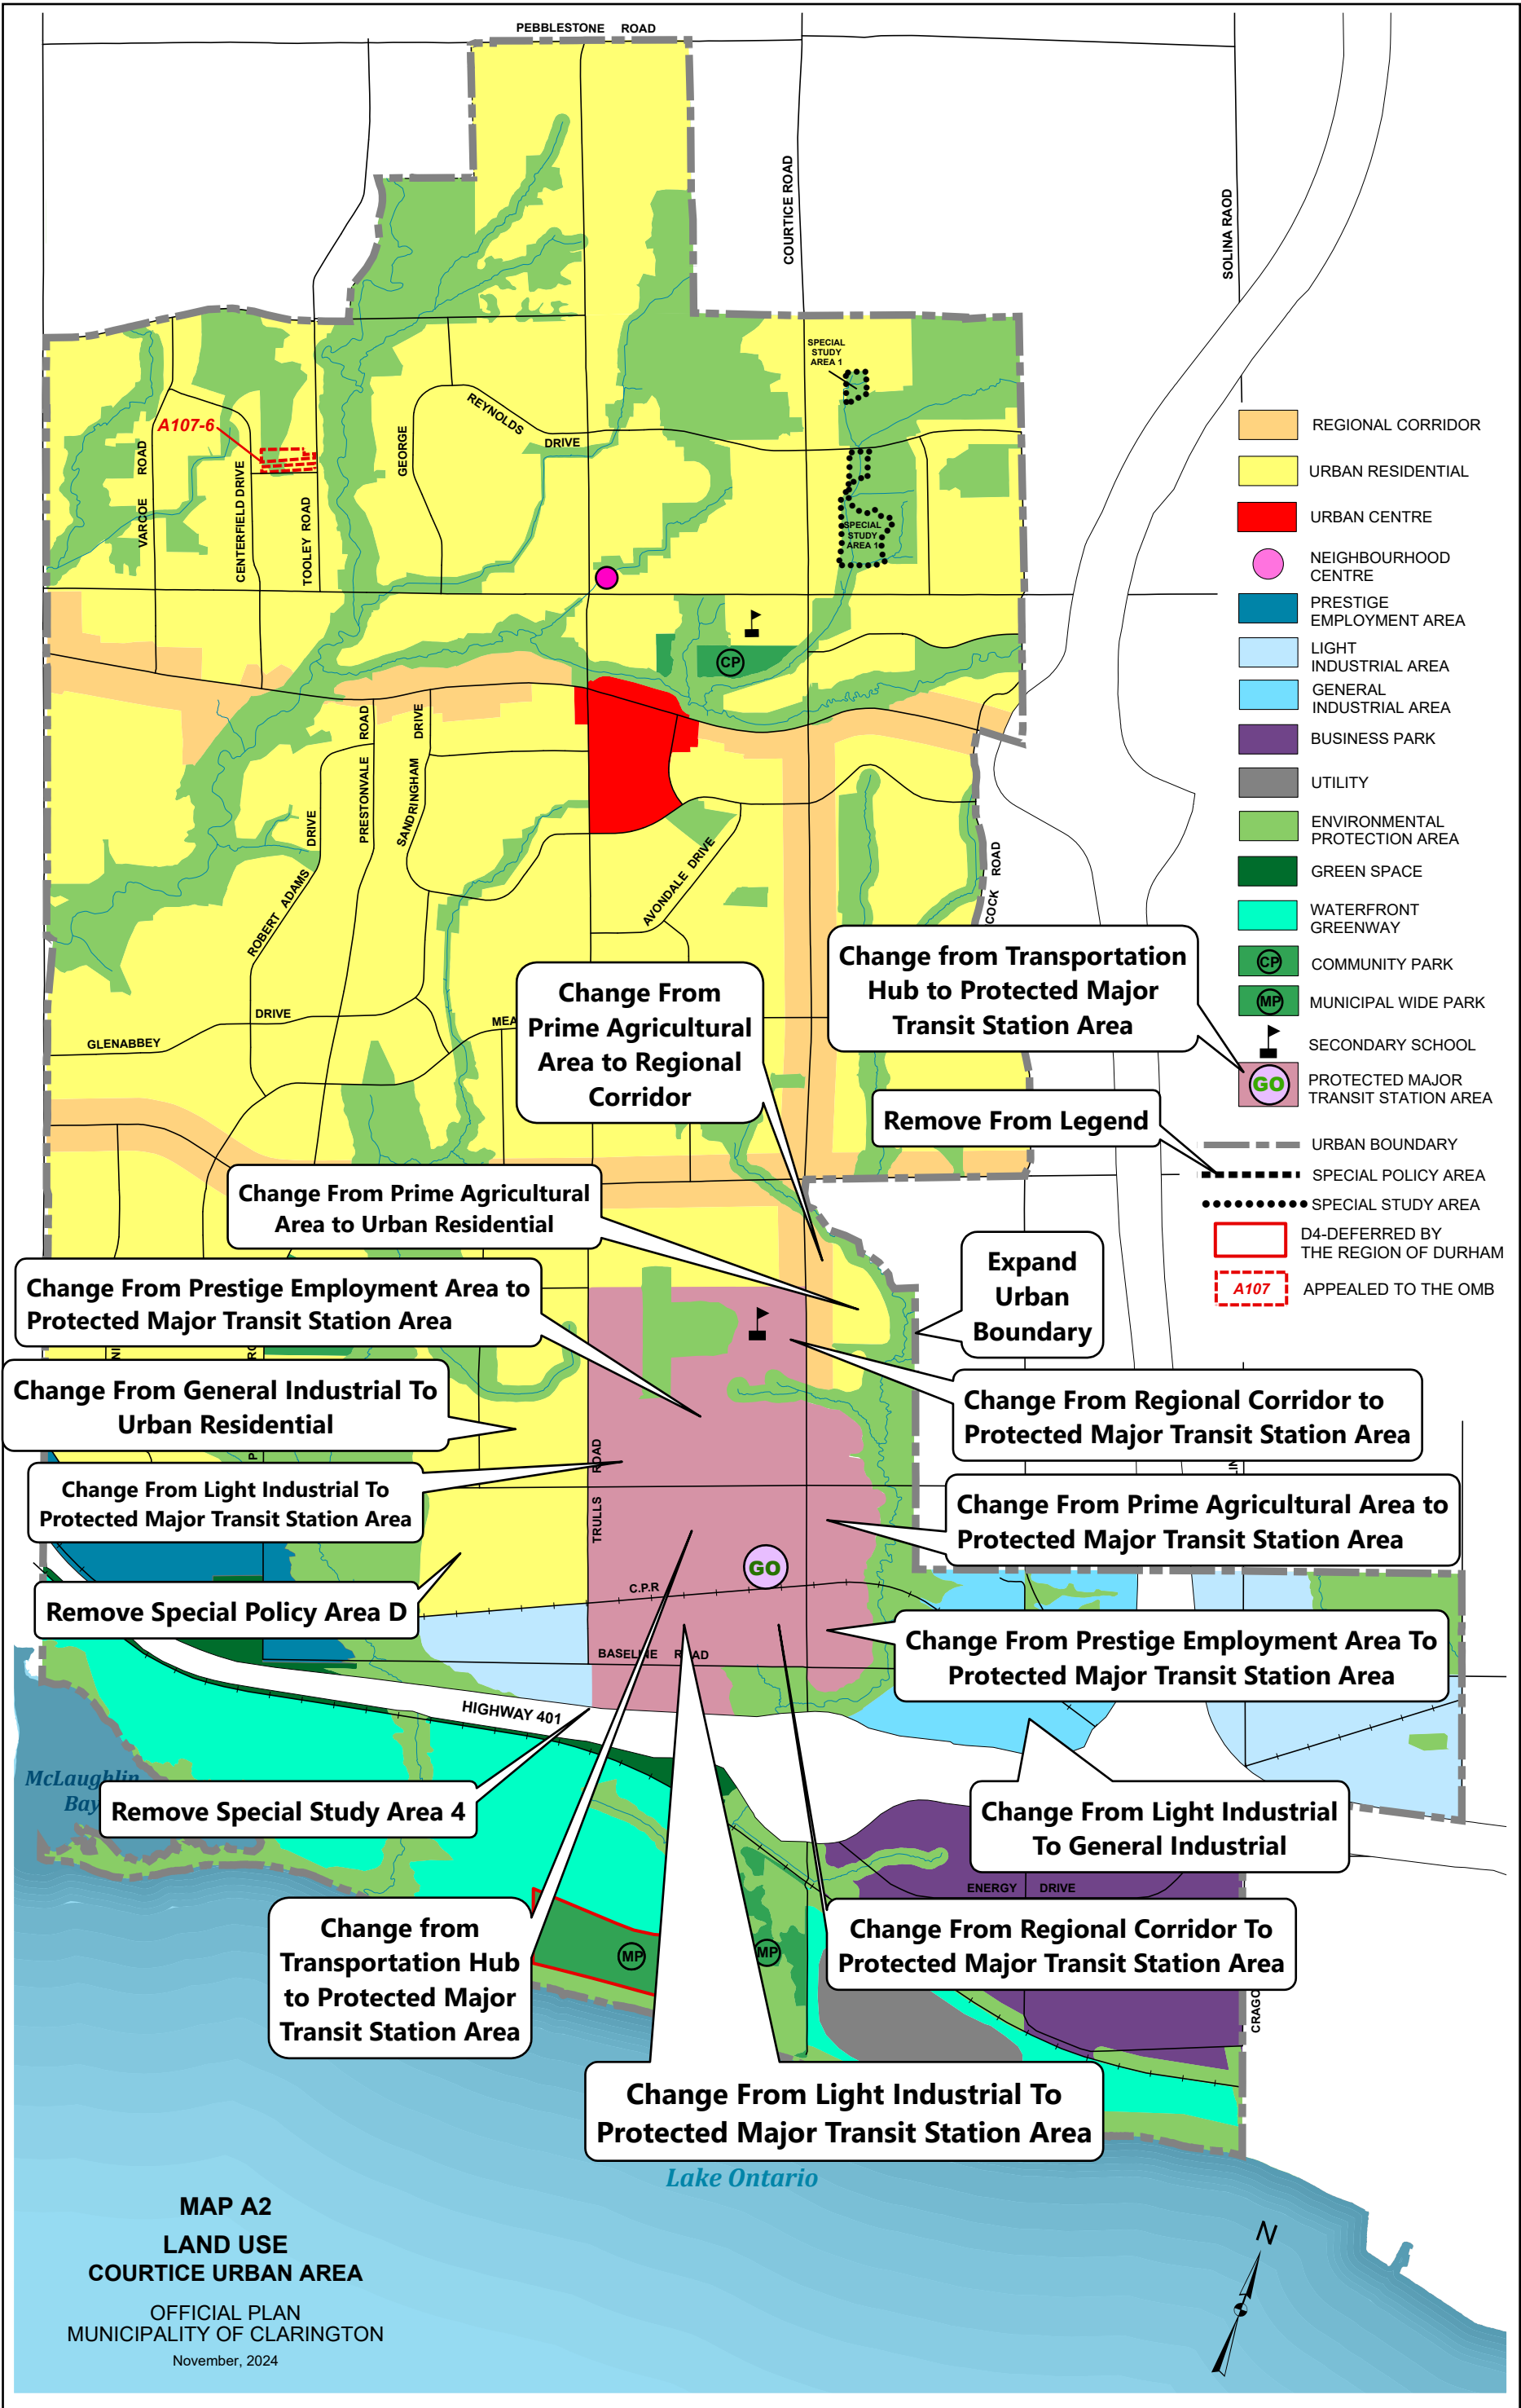 PEBBLESTONE ROAD
COURTICE ROAD
SOLINA RAOD
SPECIAL
STUDY
AREA 1
A107-6
REYNOLDS
DRIVE
GEORGE
VARCOE ROAD
CENTERFIELD DRIVE
TOOLEY ROAD
SPECIAL
STUDY
AREA 1
CP
REGIONAL CORRIDOR
URBAN RESIDENTIAL
URBAN CENTRE
NEIGHBOURHOOD
CENTRE
PRESTIGE
EMPLOYMENT AREA
LIGHT
INDUSTRIAL AREA
GENERAL
INDUSTRIAL AREA
BUSINESS PARK
UTILITY
ENVIRONMENTAL
PROTECTION AREA
GREEN SPACE
WATERFRONT
GREENWAY
CP
COMMUNITY PARK
MP
MUNICIPAL WIDE PARK
SECONDARY SCHOOL
GO
PROTECTED MAJOR
TRANSIT STATION AREA
URBAN BOUNDARY
SPECIAL POLICY AREA
SPECIAL STUDY AREA
D4-DEFERRED BY
THE REGION OF DURHAM
A107
APPEALED TO THE OMB
PRESTONVALE ROAD
SANDRINGHAM DRIVE
ROBERT ADAMS DRIVE
AVONDALE DRIVE
COCK ROAD
GLENABBEY DRIVE
MEA
Change From
Prime Agricultural
Area to Regional
Corridor
Change from Transportation
Hub to Protected Major
Transit Station Area
Remove From Legend
Change From Prime Agricultural
Area to Urban Residential
Expand
Urban
Boundary
Change From Prestige Employment Area to
Protected Major Transit Station Area
Change From General Industrial To
Urban Residential
Change From Regional Corridor to
Protected Major Transit Station Area
Change From Light Industrial To
Protected Major Transit Station Area
TRULLS ROAD
Change From Prime Agricultural Area to
Protected Major Transit Station Area
GO
C.P.R
Remove Special Policy Area D
Change From Prestige Employment Area To
Protected Major Transit Station Area
BASELINE ROAD
HIGHWAY 401
McLaughlin
Bay
Remove Special Study Area 4
Change From Light Industrial
To General Industrial
ENERGY DRIVE
Change from
Transportation Hub
to Protected Major
Transit Station Area
MP
MP
Change From Regional Corridor To
Protected Major Transit Station Area
CRAGO
Change From Light Industrial To
Protected Major Transit Station Area
Lake Ontario
MAP A2
LAND USE
COURTICE URBAN AREA
OFFICIAL PLAN
MUNICIPALITY OF CLARINGTON
November, 2024
N